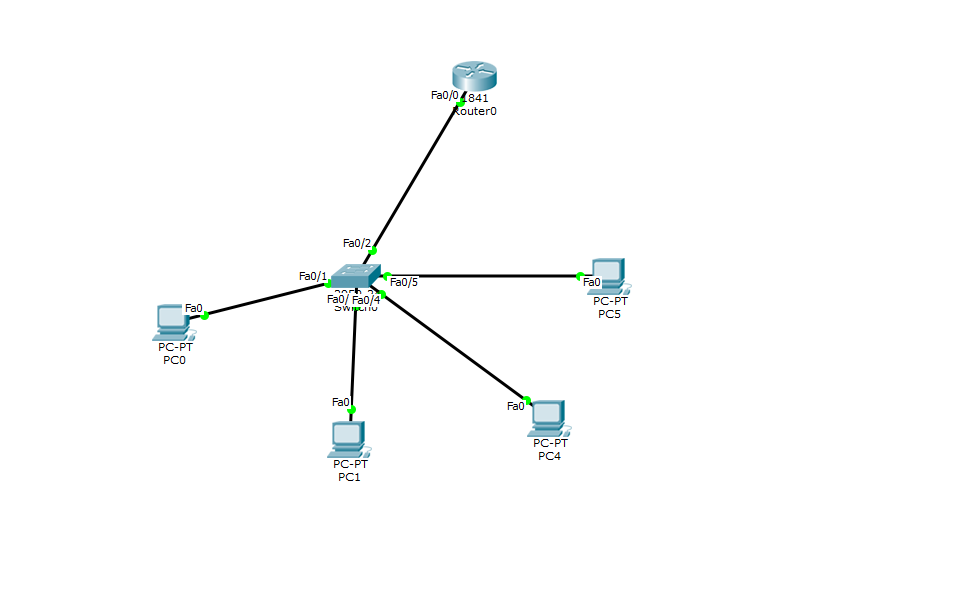 Fa0/0
1841
Router0
Fa0/2
Fa0/1
Fa0/5
Fa0/
Fa0/4
Switch0
Fa0
PC-PT
PC5
Fa0
PC-PT
PC0
Fa0
PC-PT
PC1
Fa0
PC-PT
PC4